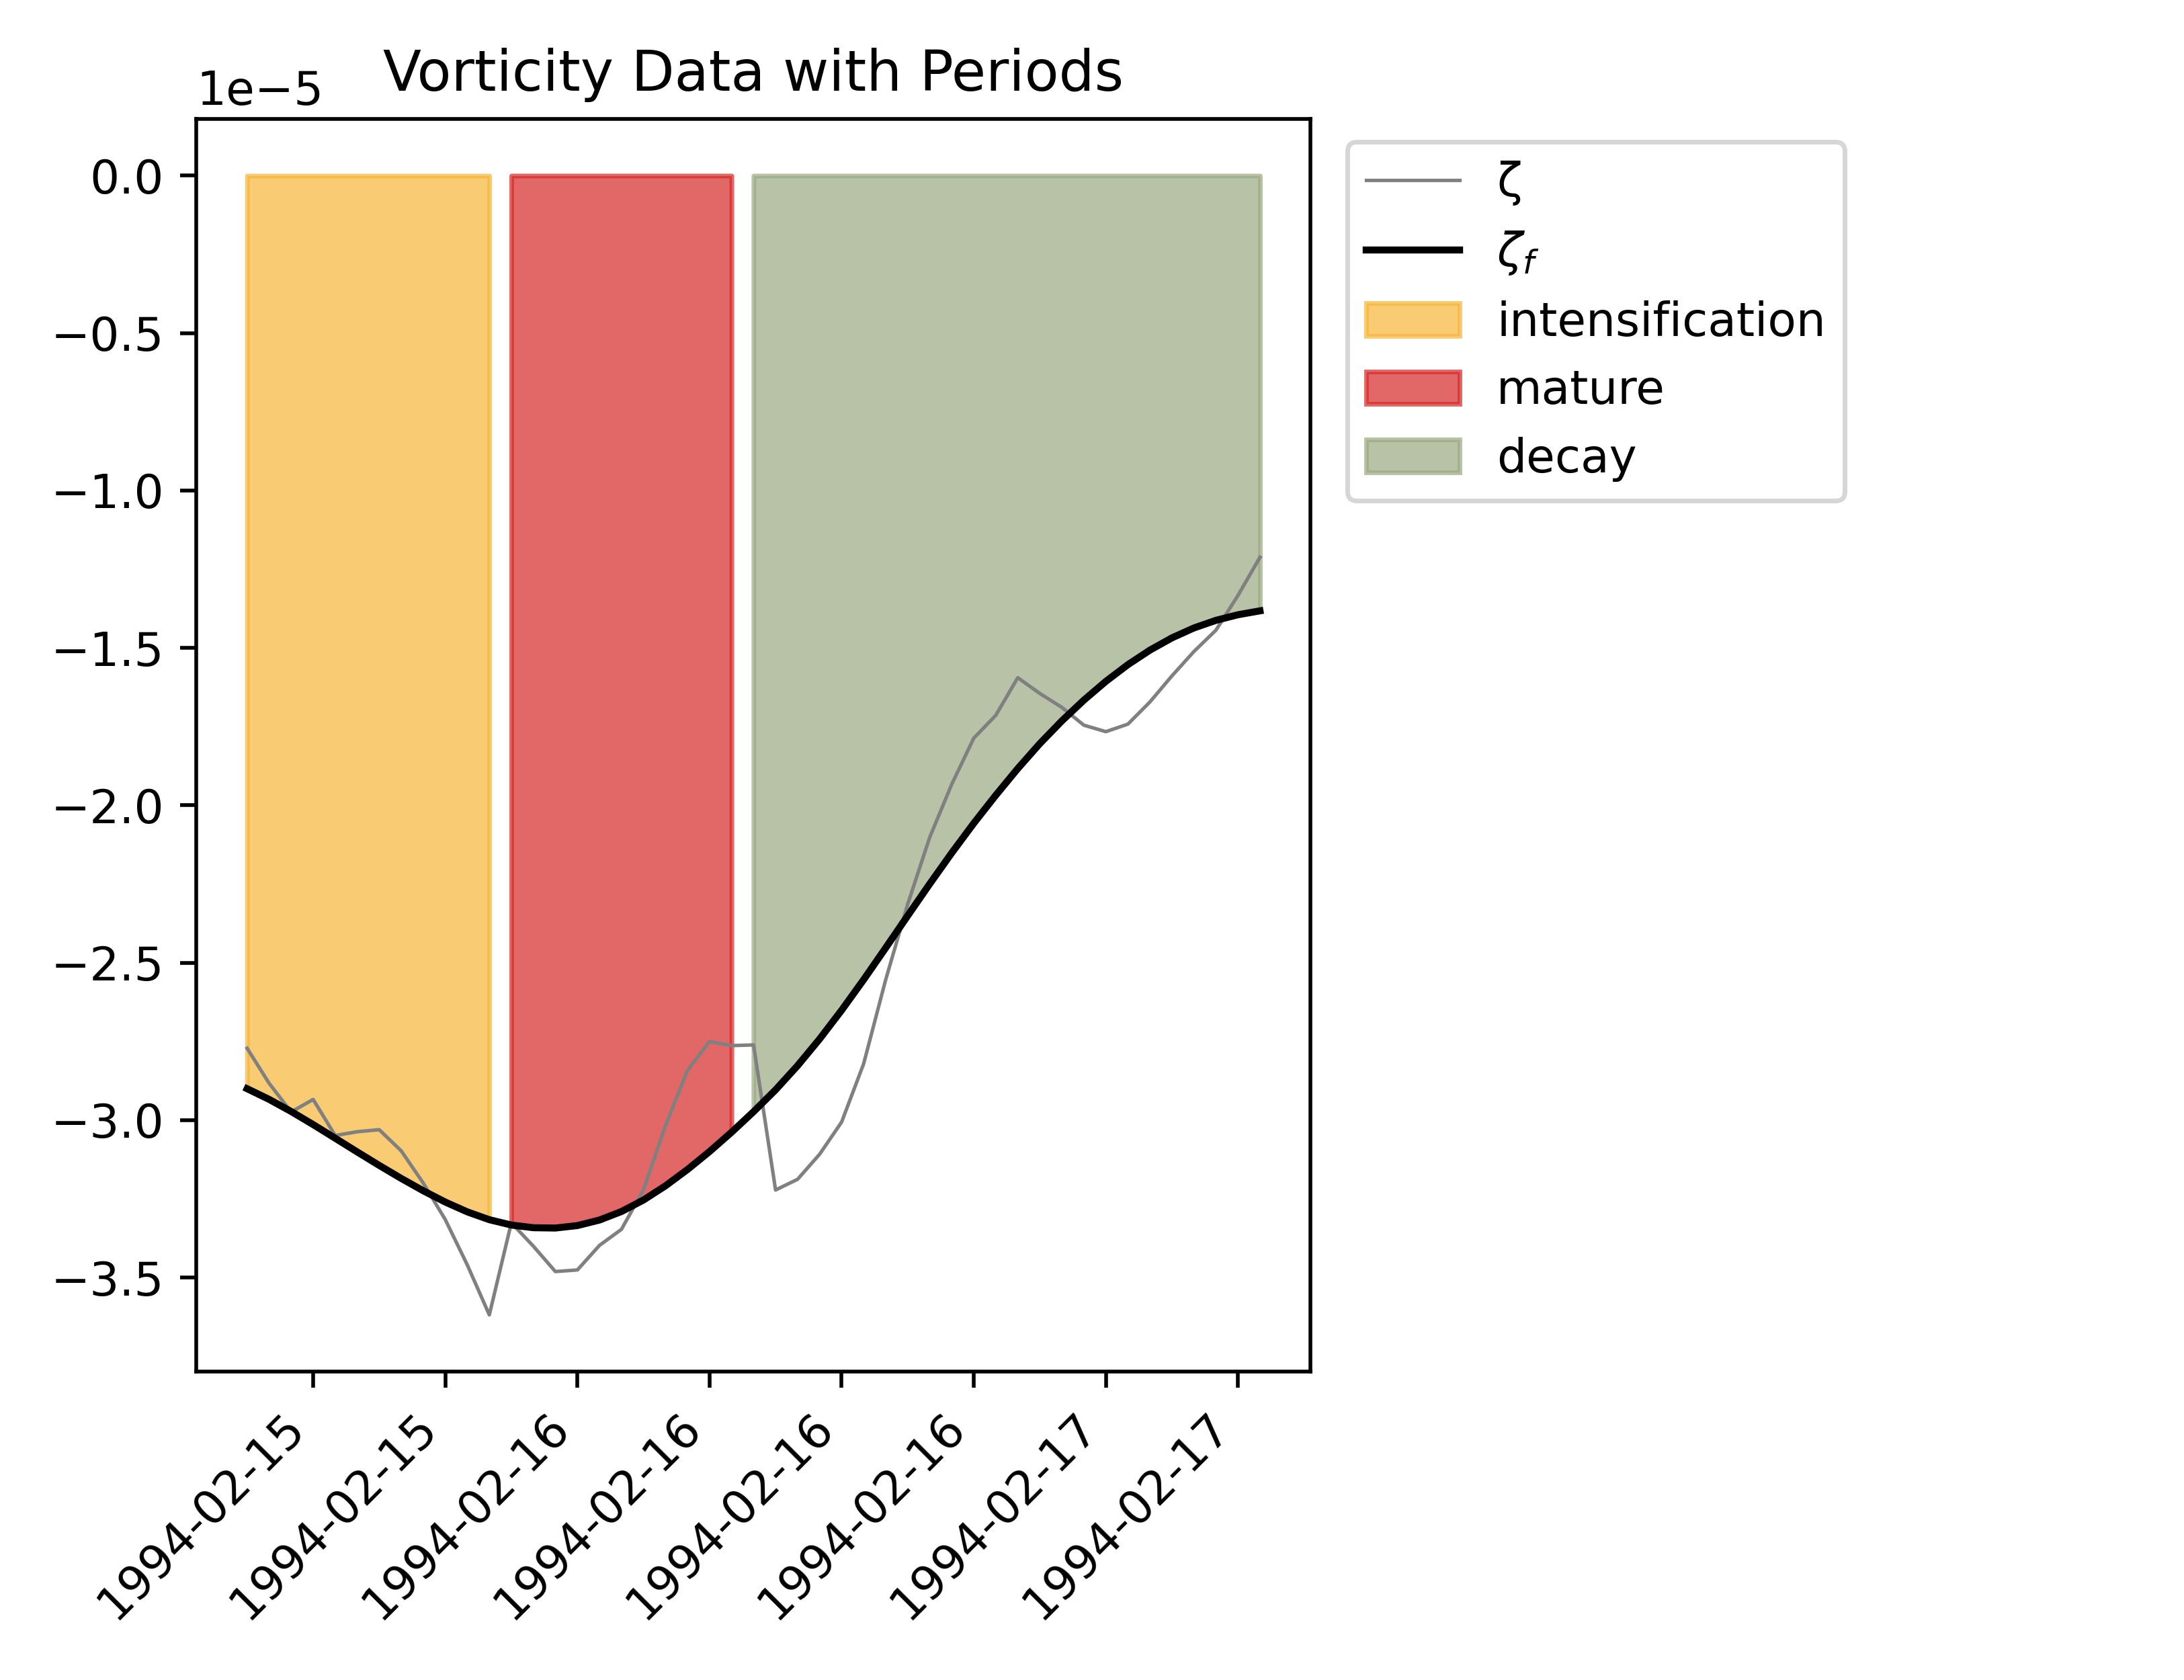 Vorticity Data with Periods
1e−5
0.0
−0.5
−1.0
−1.5
−2.0
−2.5
−3.0
−3.5
1994-02-15
1994-02-15
1994-02-16
1994-02-16
1994-02-16
1994-02-16
1994-02-17
1994-02-17
ζ
ζf
intensification
mature
decay